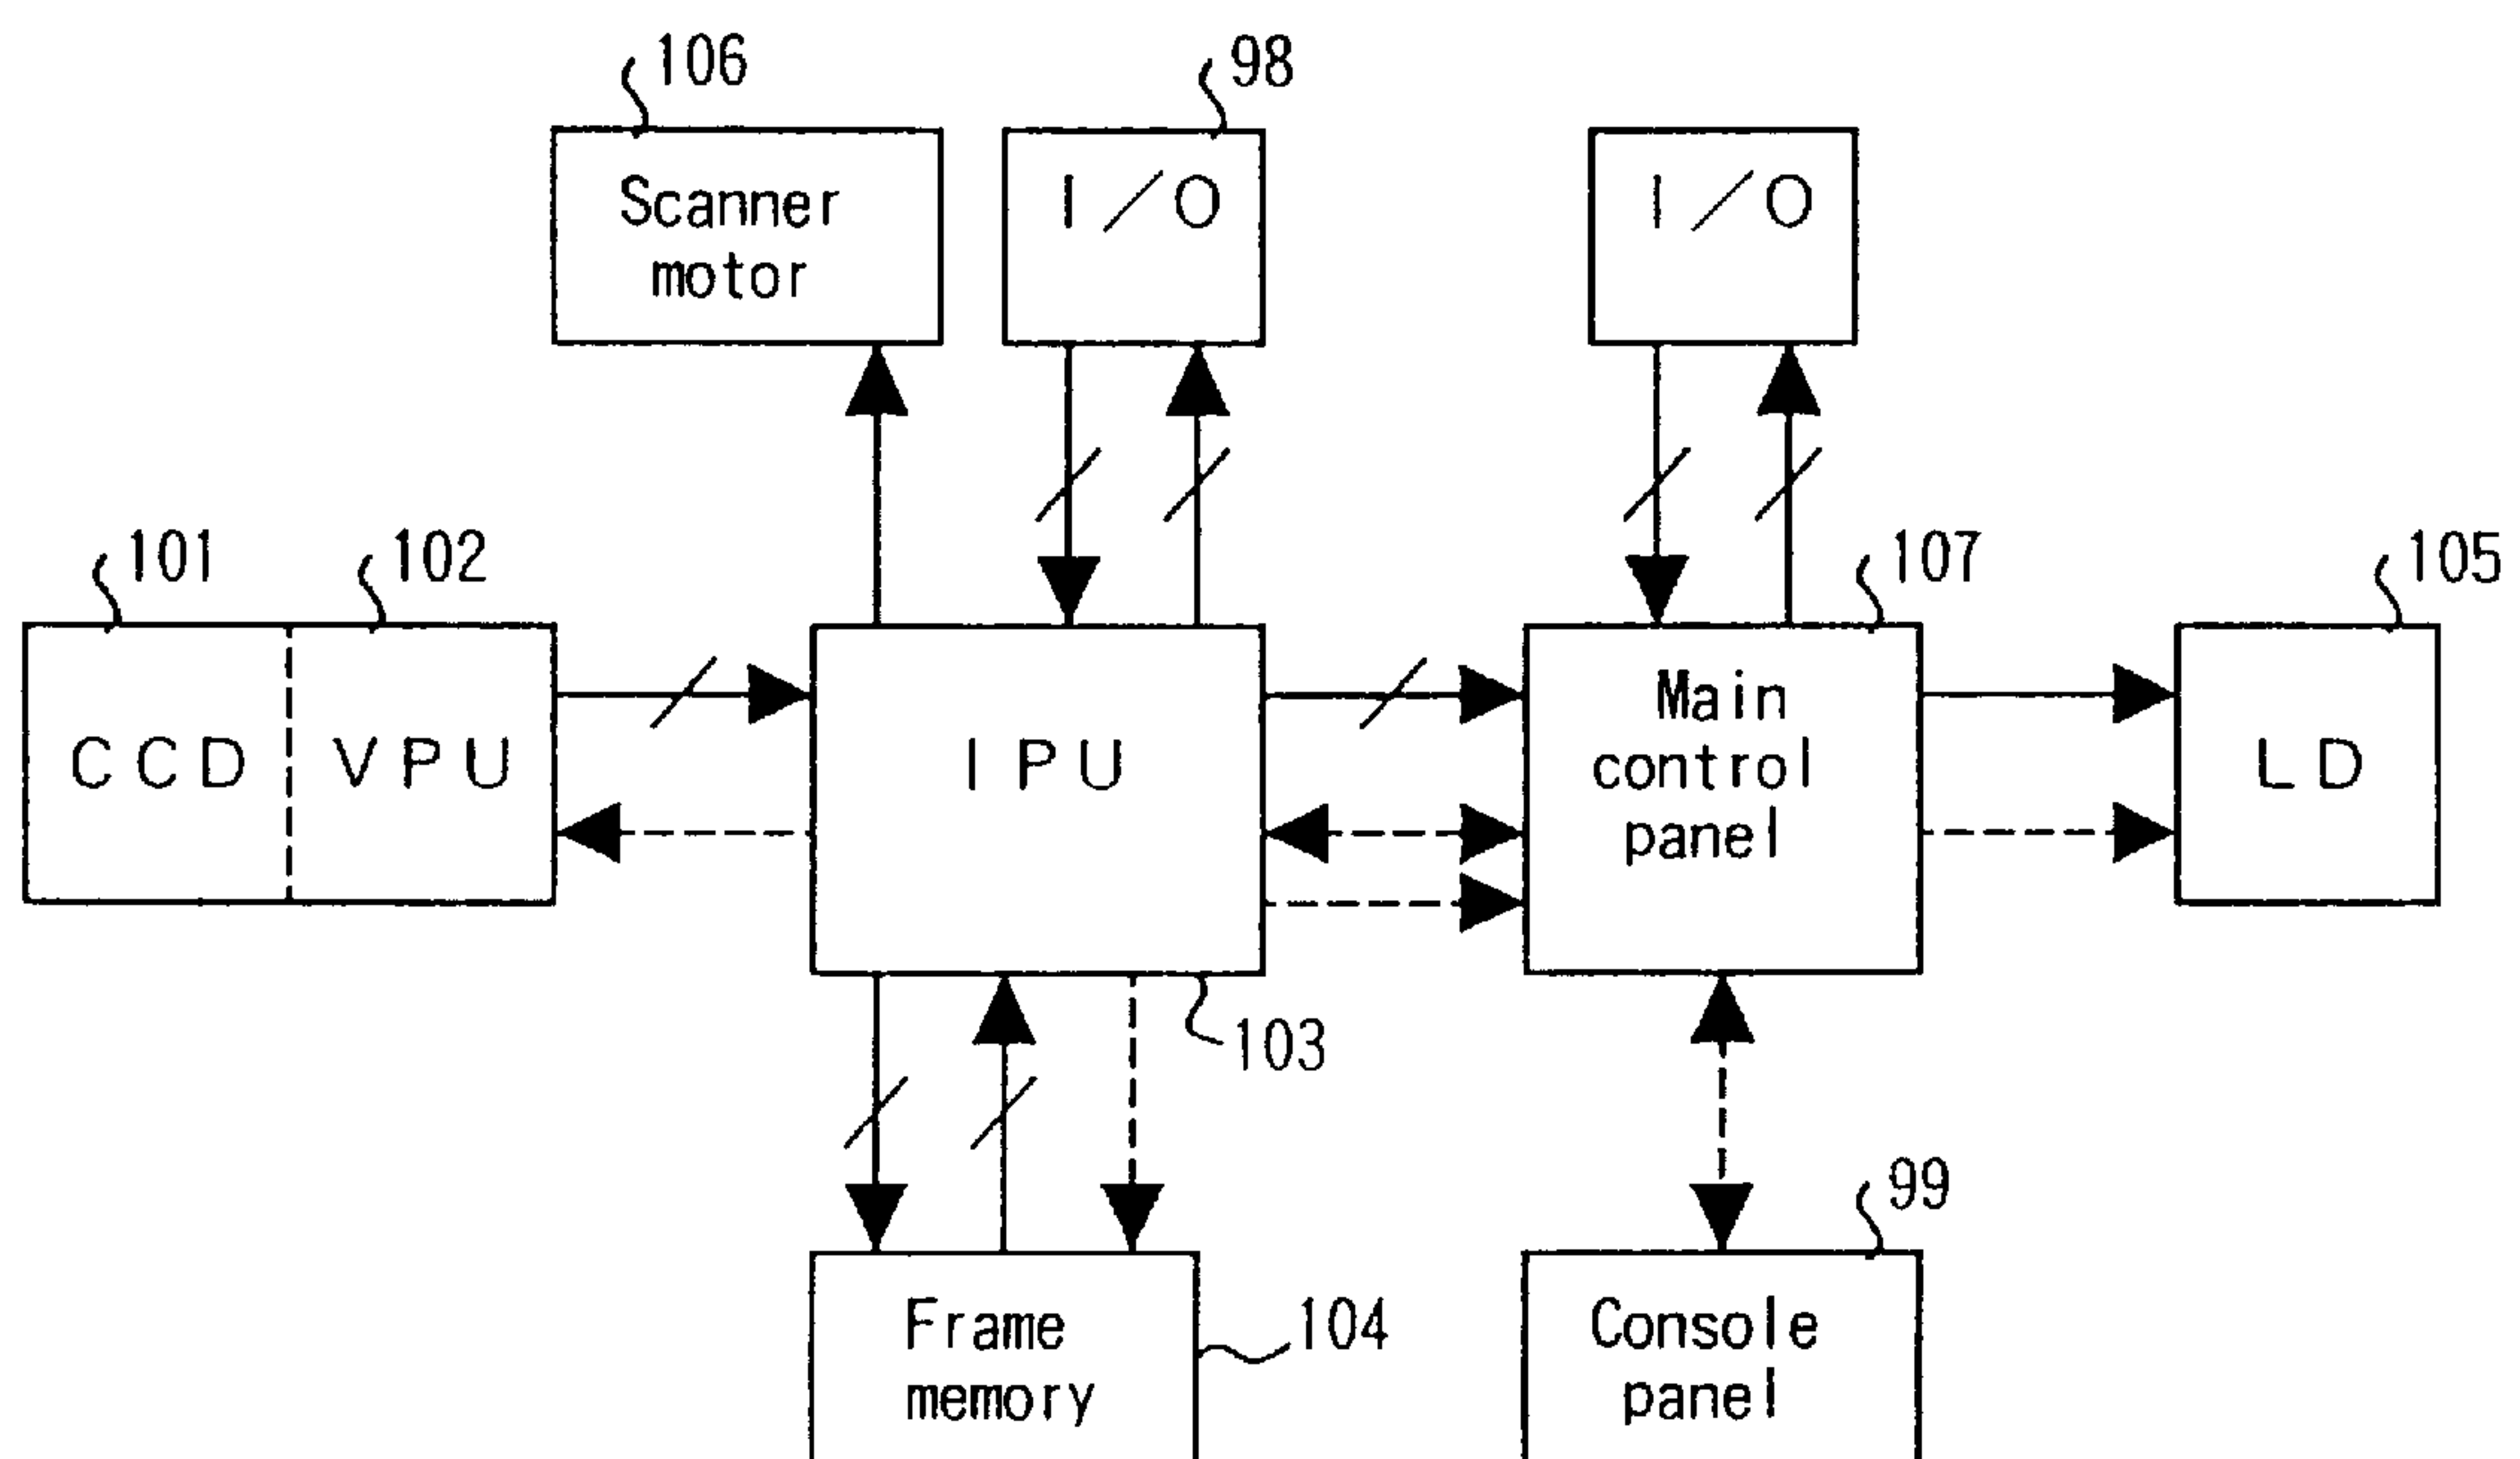 106
98
Scanner
motor
I/O
I/O
101
102
107
105
CCD
VPU
IPU
Main
control
panel
LD
103
99
Frame
memory
104
Console
panel